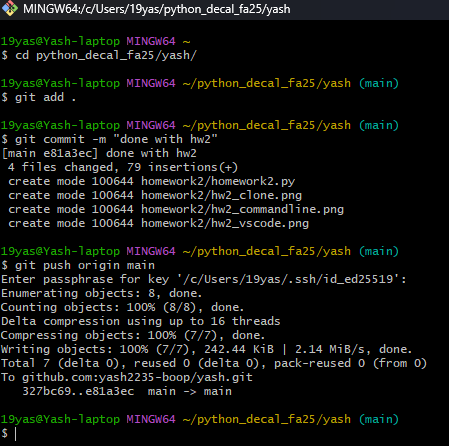 MINGW64:/c/Users/19yas/python_decal_fa25/yash
19yas@Yash-laptop MINGW64 ~
$ cd python_decal_fa25/yash/
19yas@Yash-laptop MINGW64 ~/python_decal_fa25/yash (main)
$ git add .
19yas@Yash-laptop MINGW64 ~/python_decal_fa25/yash (main)
$ git commit -m "done with hw2"
[main e81a3ec] done with hw2
 4 files changed, 79 insertions(+)
 create mode 100644 homework2/homework2.py
 create mode 100644 homework2/hw2_clone.png
 create mode 100644 homework2/hw2_commandline.png
 create mode 100644 homework2/hw2_vscode.png
19yas@Yash-laptop MINGW64 ~/python_decal_fa25/yash (main)
$ git push origin main
Enter passphrase for key '/c/Users/19yas/.ssh/id_ed25519':
Enumerating objects: 8, done.
Counting objects: 100% (8/8), done.
Delta compression using up to 16 threads
Compressing objects: 100% (7/7), done.
Writing objects: 100% (7/7), 242.44 KiB | 2.14 MiB/s, done.
Total 7 (delta 0), reused 0 (delta 0), pack-reused 0 (from 0)
To github.com:yash2235-boop/yash.git
   327bc69..e81a3ec  main -> main
19yas@Yash-laptop MINGW64 ~/python_decal_fa25/yash (main)
$